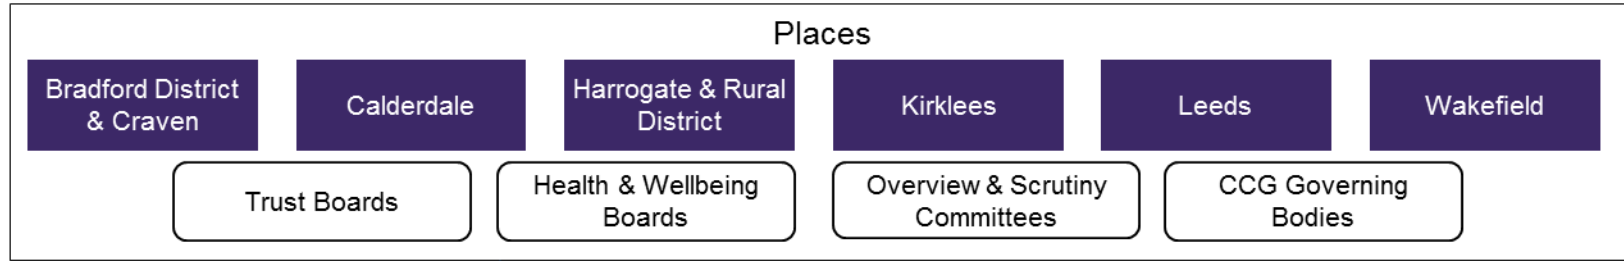 Places
Bradford District
& Craven
Calderdale
Harrogate & Rural
District
Kirklees
Leeds
Wakefield
Trust Boards
Health & Wellbeing
Boards
Overview & Scrutiny
Committees
CCG Governing
Bodies